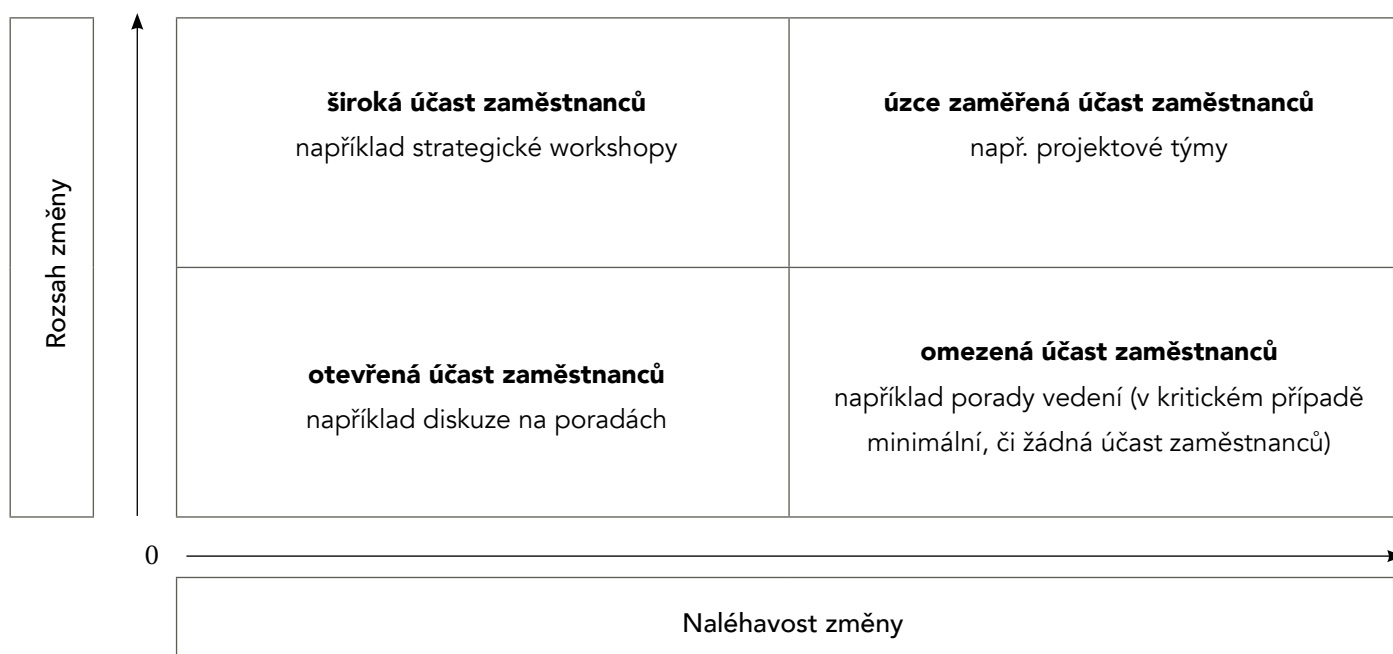 Rozsah změny
široká účast zaměstnanců
například strategické workshopy
úzce zaměřená účast zaměstnanců
např. projektové týmy
otevřená účast zaměstnanců
například diskuze na poradách
omezená účast zaměstnanců
například porady vedení (v kritickém případě
minimální, či žádná účast zaměstnanců)
0
Naléhavost změny